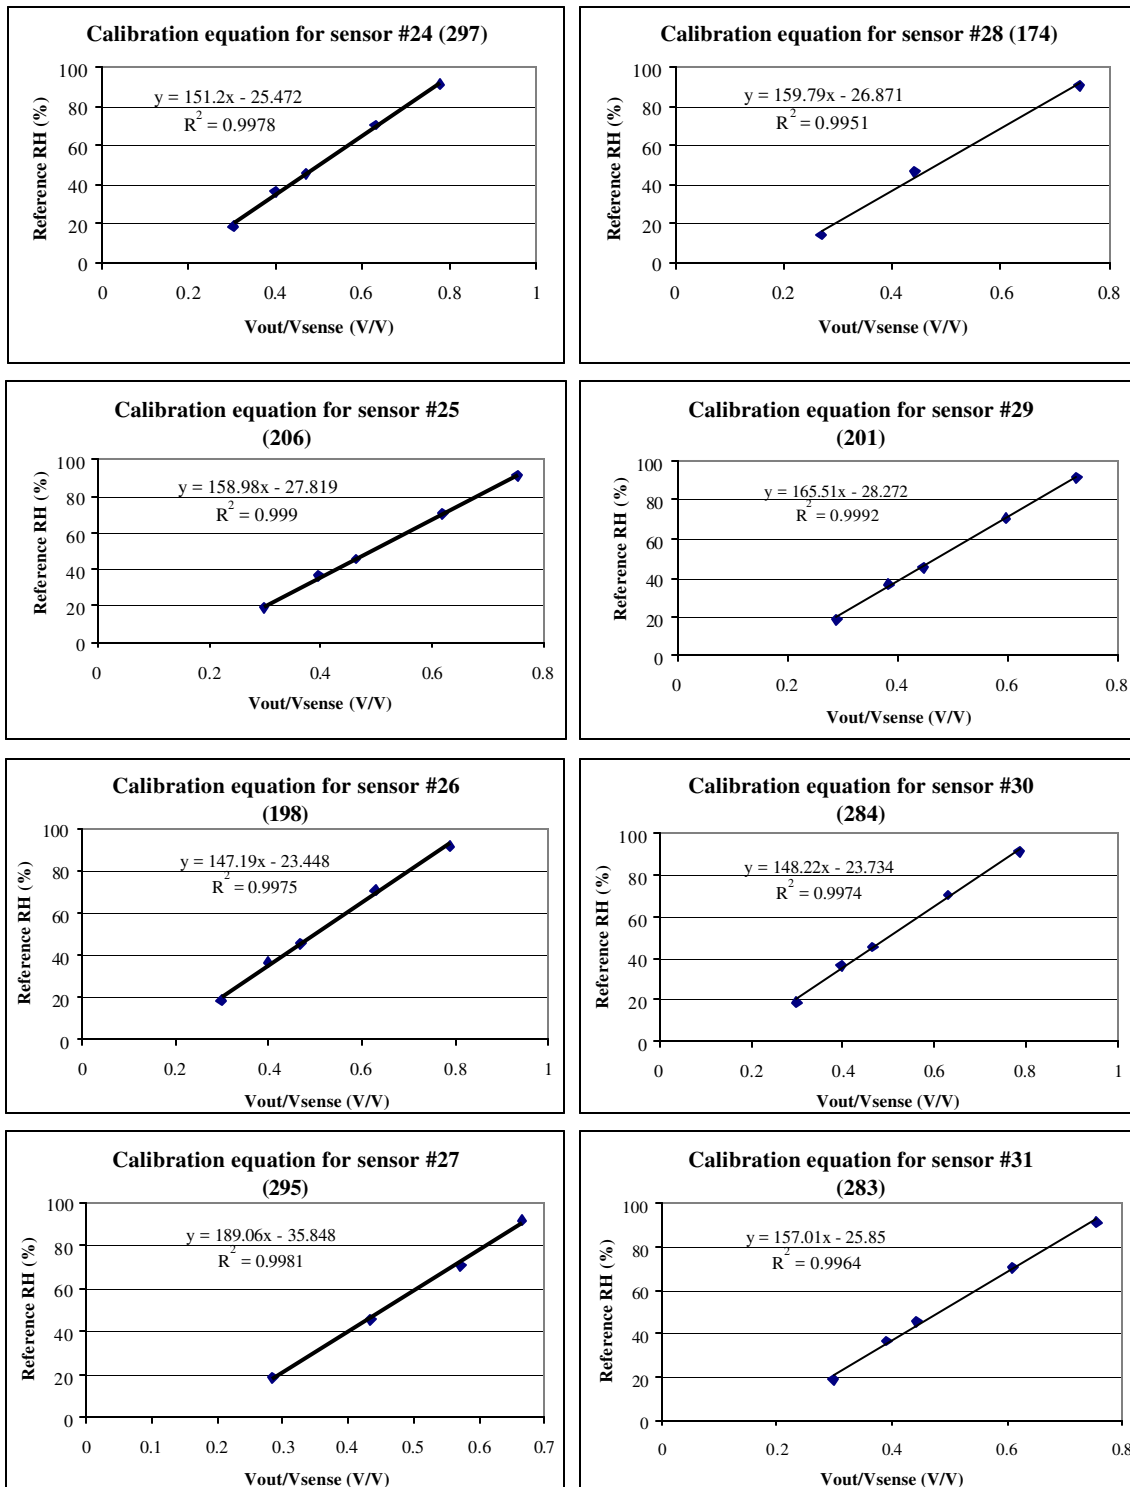 Calibration equation for sensor #24 (297)
y = 151.2x - 25.472
R2 = 0.9978
Reference RH (%)
100
80
60
40
20
0
0 0.2 0.4 0.6 0.8 1
Vout/Vsense (V/V)
Calibration equation for sensor #28 (174)
y = 159.79x - 26.871
R2 = 0.9951
Reference RH (%)
100
80
60
40
20
0
0 0.2 0.4 0.6 0.8
Vout/Vsense (V/V)
Calibration equation for sensor #25
(206)
y = 158.98x - 27.819
R2 = 0.999
Reference RH (%)
100
80
60
40
20
0
0 0.2 0.4 0.6 0.8
Vout/Vsense (V/V)
Calibration equation for sensor #29
(201)
y = 165.51x - 28.272
R2 = 0.9992
Reference RH (%)
100
80
60
40
20
0
0 0.2 0.4 0.6 0.8
Vout/Vsense (V/V)
Calibration equation for sensor #26
(198)
y = 147.19x - 23.448
R2 = 0.9975
Reference RH (%)
100
80
60
40
20
0
0 0.2 0.4 0.6 0.8 1
Vout/Vsense (V/V)
Calibration equation for sensor #30
(284)
y = 148.22x - 23.734
R2 = 0.9974
Reference RH (%)
100
80
60
40
20
0
0 0.2 0.4 0.6 0.8 1
Vout/Vsense (V/V)
Calibration equation for sensor #27
(295)
y = 189.06x - 35.848
R2 = 0.9981
Reference RH (%)
100
80
60
40
20
0
0 0.1 0.2 0.3 0.4 0.5 0.6 0.7
Vout/Vsense (V/V)
Calibration equation for sensor #31
(283)
y = 157.01x - 25.85
R2 = 0.9964
Reference RH (%)
100
80
60
40
20
0
0 0.2 0.4 0.6 0.8
Vout/Vsense (V/V)